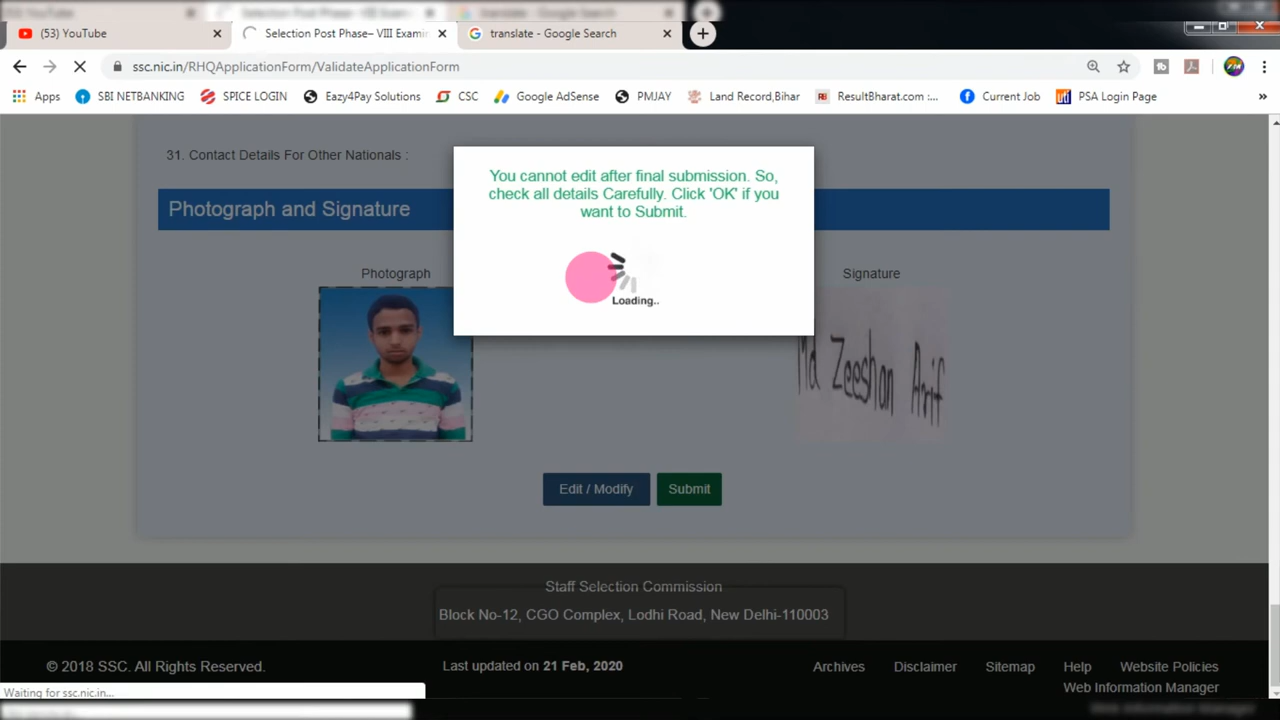 (53) YouTube
Selection Post Phase– VIII Examin
translate - Google Search
ssc.nic.in/RHQApplicationForm/ValidateApplicationForm
Apps SBI NETBANKING SPICE LOGIN Eazy4Pay Solutions CSC Google AdSense PMJAY Land Record,Bihar ResultBharat.com :... Current Job PSA Login Page »
31. Contact Details For Other Nationals :
You cannot edit after final submission. So,
check all details Carefully. Click 'OK' if you
want to Submit.
Loading..
Photograph and Signature
Photograph
Signature
Md Zeeshan Arif
Edit / Modify Submit
Staff Selection Commission
Block No-12, CGO Complex, Lodhi Road, New Delhi-110003
© 2018 SSC. All Rights Reserved.
Last updated on 21 Feb, 2020
Archives Disclaimer Sitemap Help Website Policies
Web Information Manager
Waiting for ssc.nic.in...